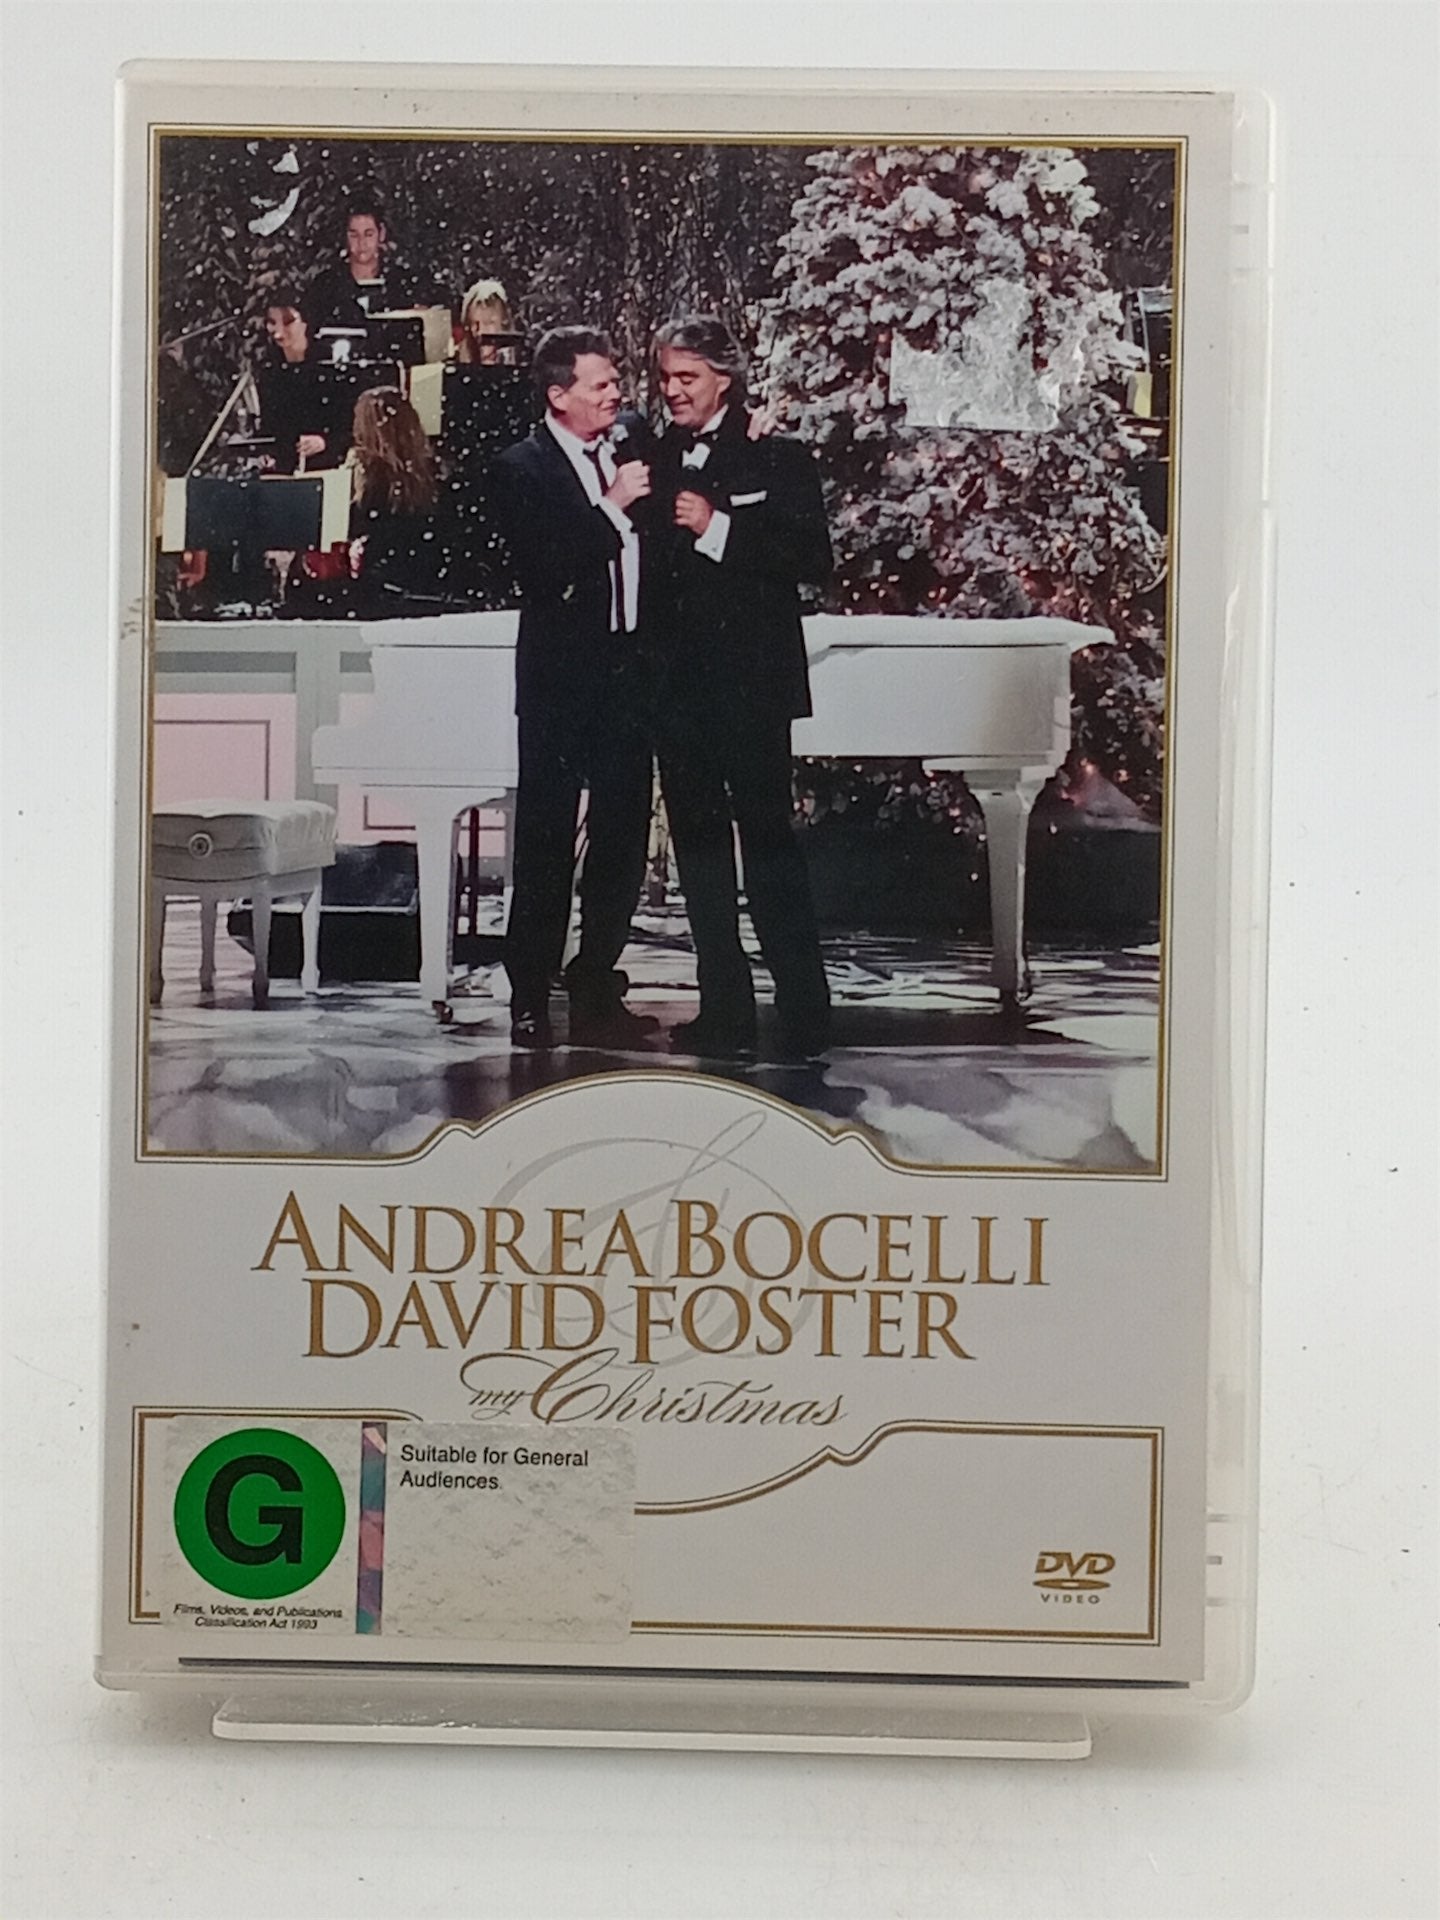 ANDREA BOCELLI
DAVID FOSTER
my Christmas
G
Suitable for General
Audiences.
Films, Videos, and Publications
Classification Act 1993
DVD
VIDEO